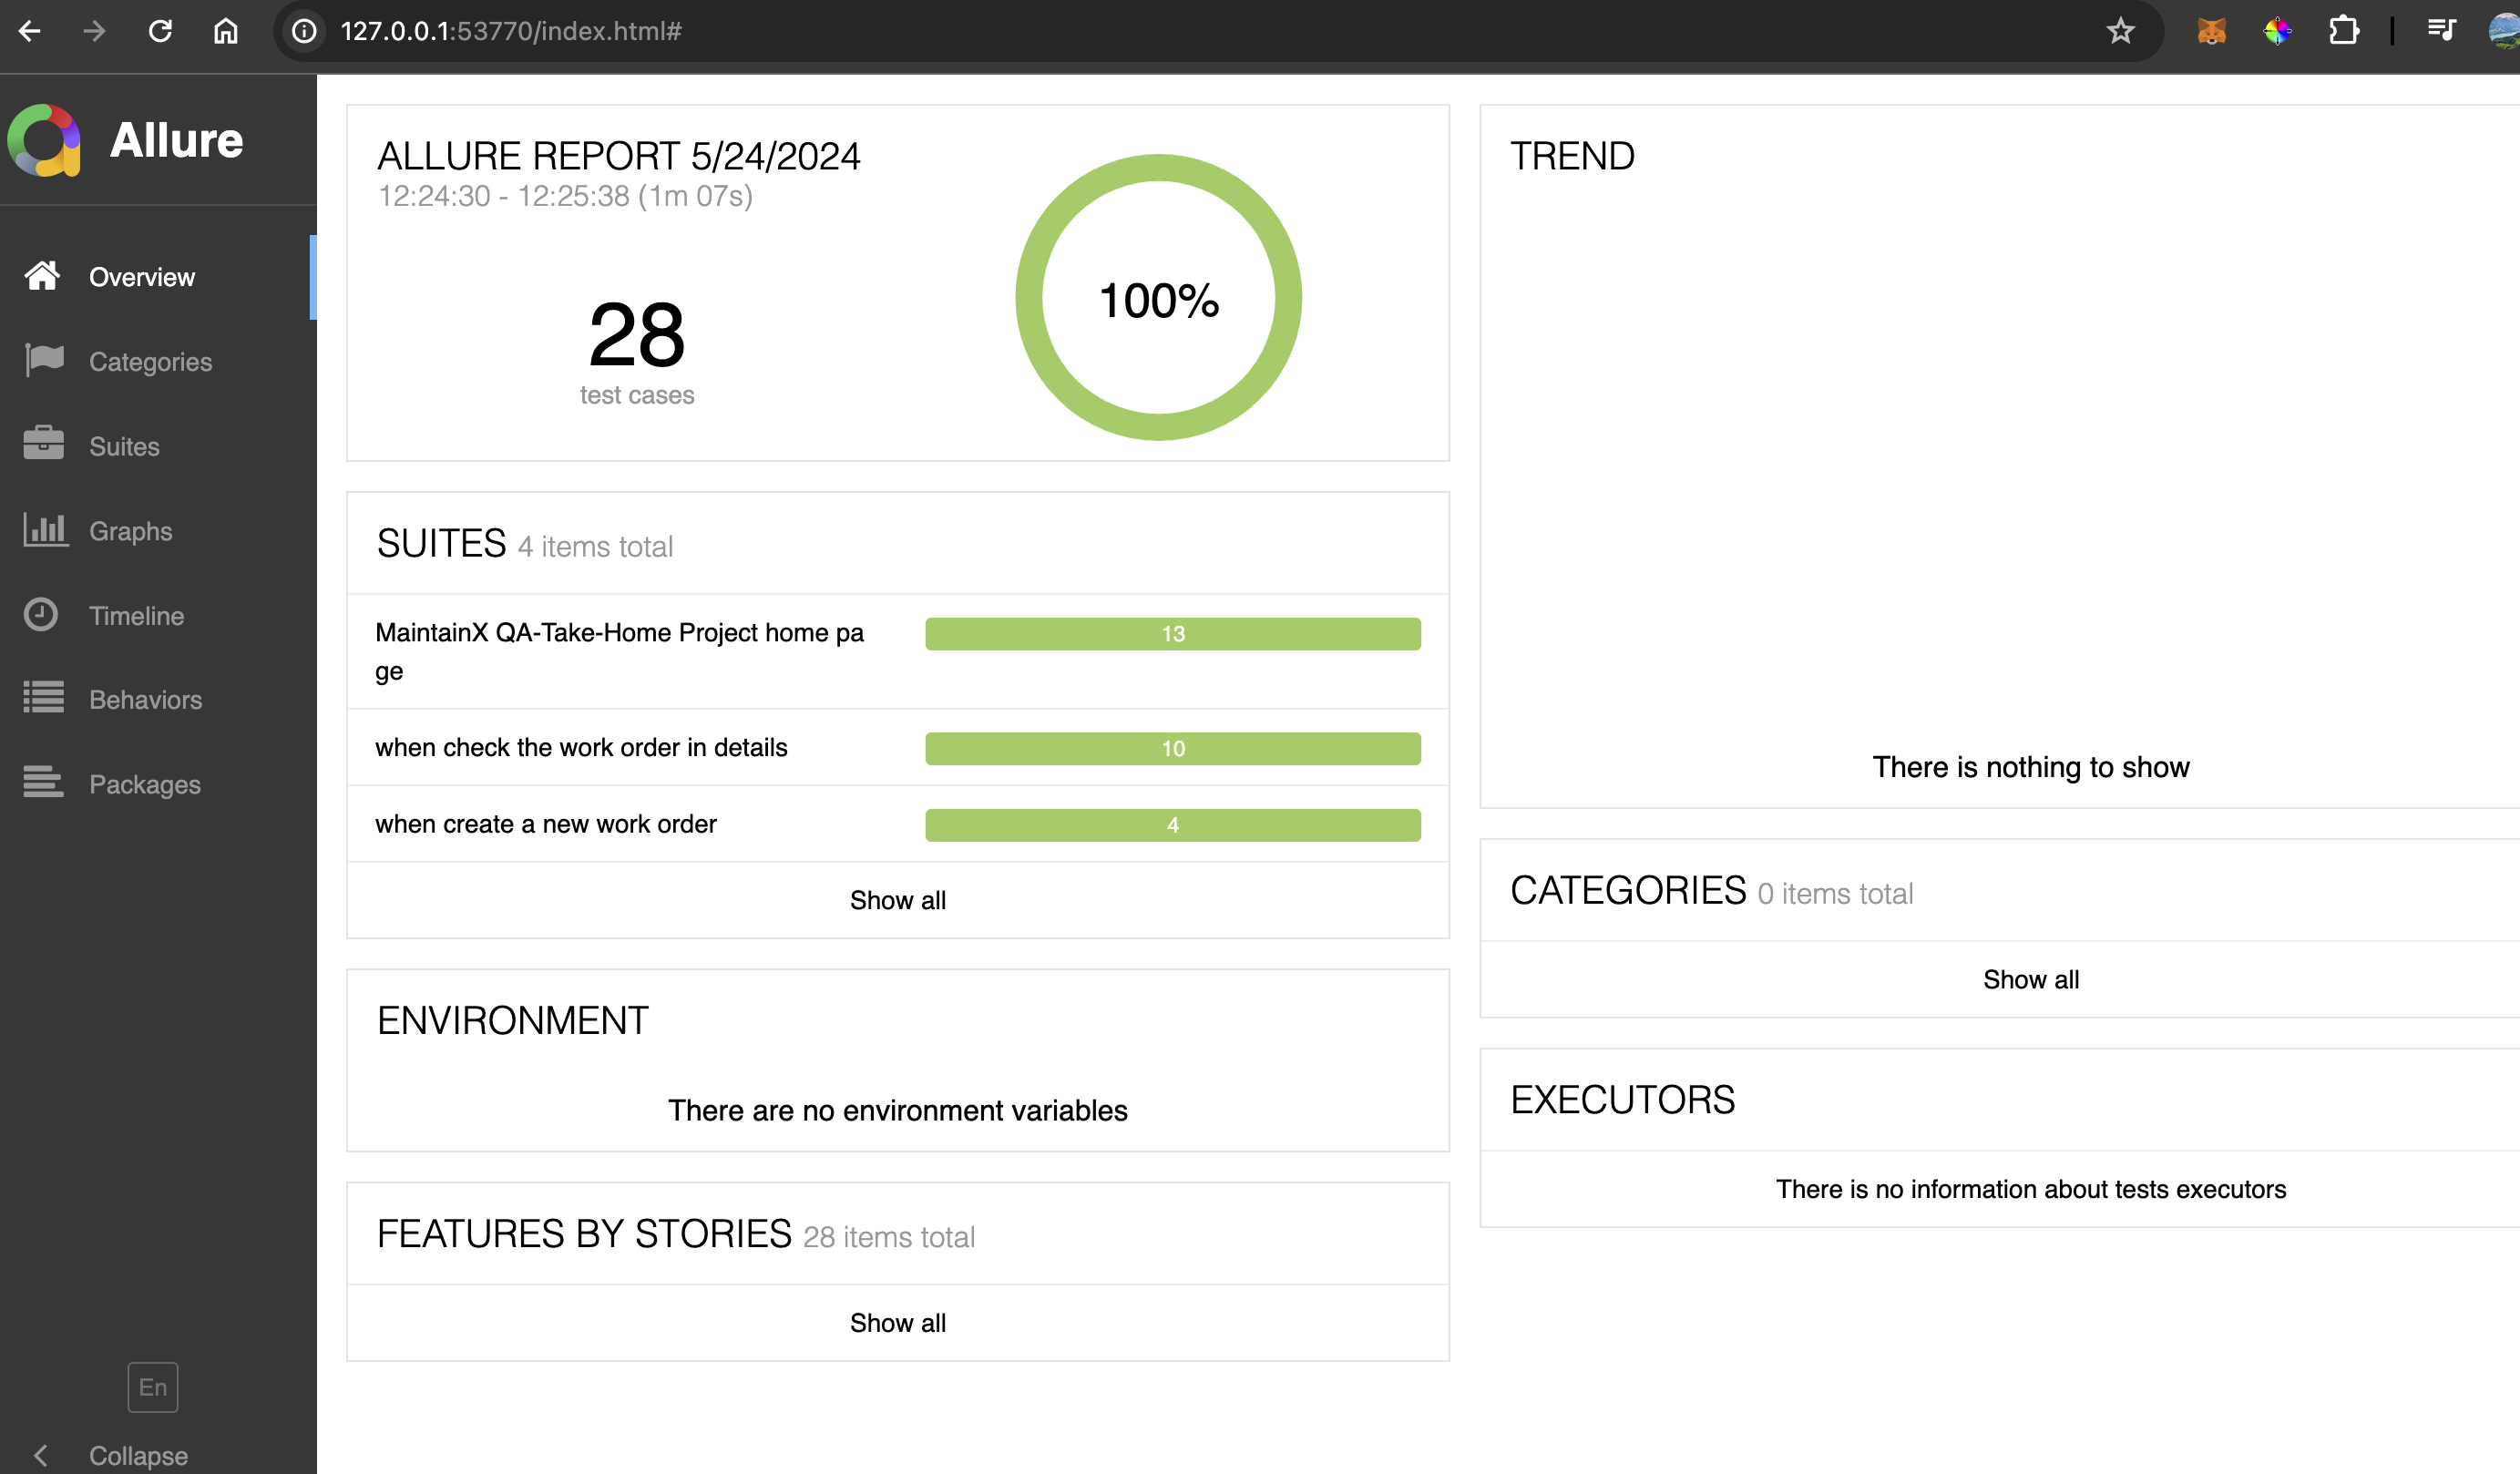 127.0.0.1:53770/index.html#
Allure
Overview
Categories
Suites
Graphs
Timeline
Behaviors
Packages
En
Collapse
ALLURE REPORT 5/24/2024
12:24:30 - 12:25:38 (1m 07s)
28
test cases
100%
SUITES 4 items total
MaintainX QA-Take-Home Project home pa
ge
13
when check the work order in details
10
when create a new work order
4
Show all
ENVIRONMENT
There are no environment variables
FEATURES BY STORIES 28 items total
Show all
TREND
There is nothing to show
CATEGORIES 0 items total
Show all
EXECUTORS
There is no information about tests executors